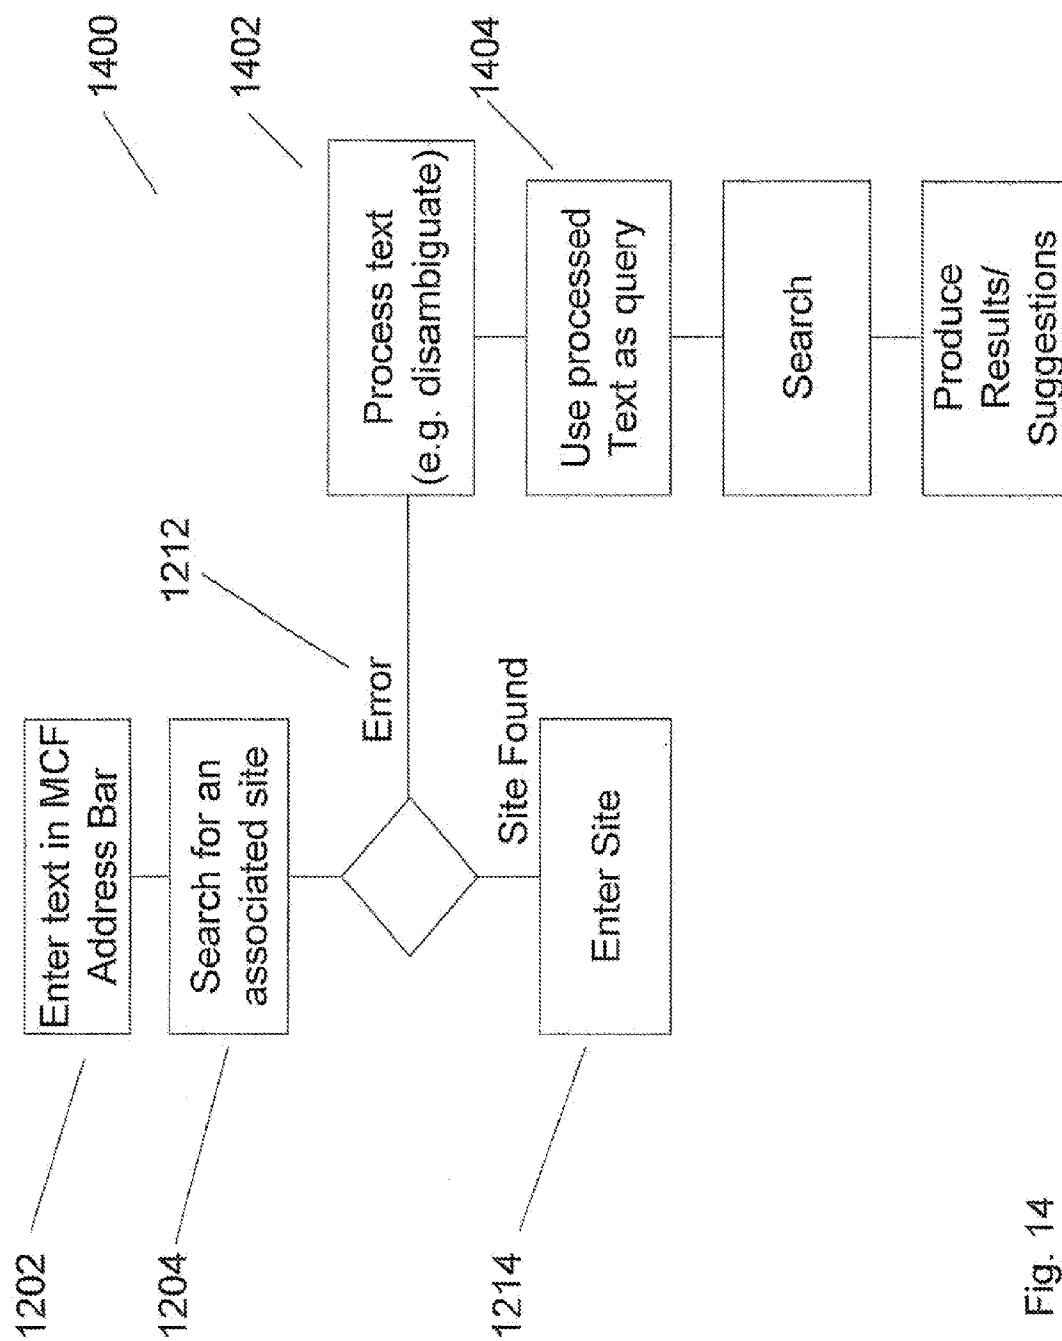 1400
1402
1404
1202
Enter text in MCF
Address Bar
1204
Search for an
associated site
1212
Error
Process text
(e.g. disambiguate)
Use processed
Text as query
Search
Produce
Results/
Suggestions
Site Found
1214
Enter Site
Fig. 14